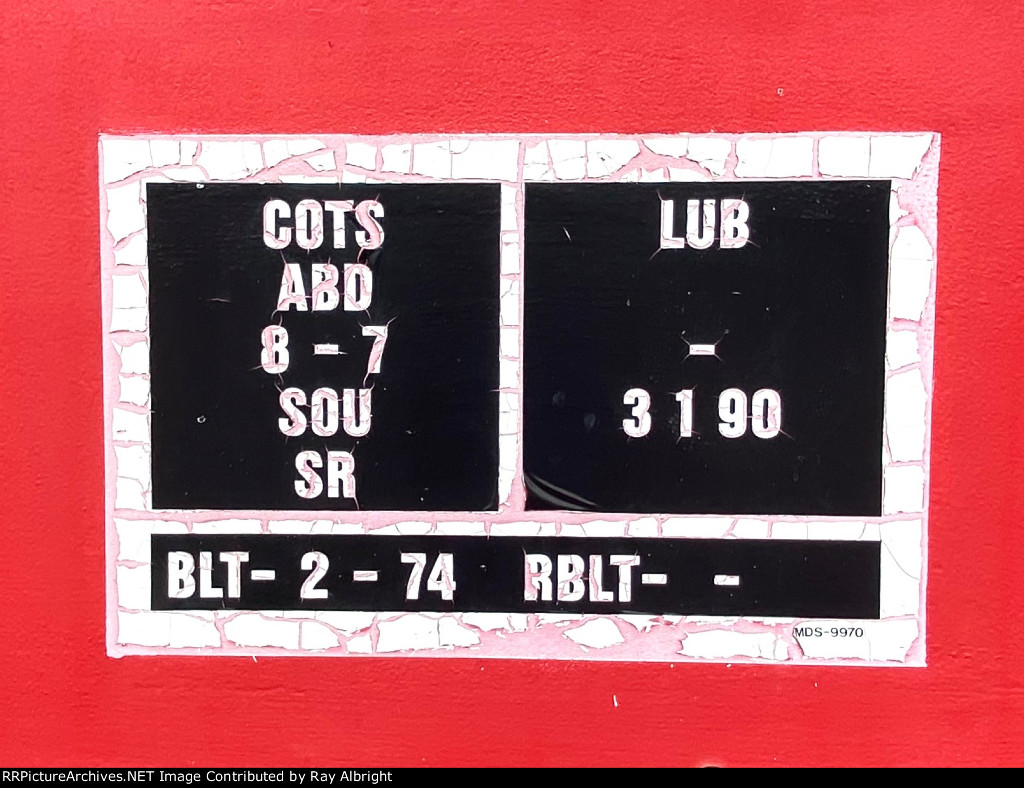 COTS
ABD
8 - 7
SOU
SR
LUB
-
3 1 90
BLT- 2 - 74 RBLT- -
MDS-9970
RRPictureArchives.NET Image Contributed by Ray Albright